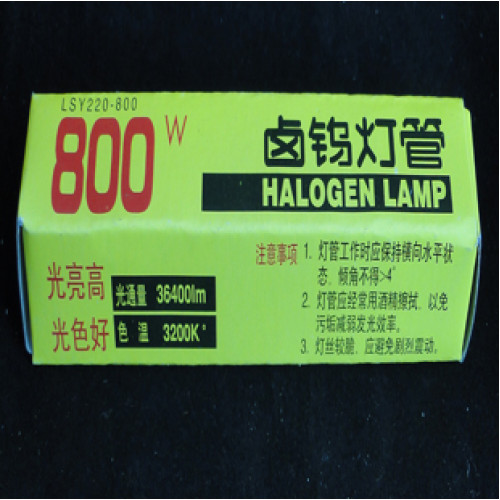 LSY220-800
800 W
卤钨灯管
HALOGEN LAMP
光亮高
光色好
光通量 36400lm
色温 3200K°
注意事项 1. 灯管工作时应保持横向水平状
态，倾角不得>4°
2. 灯管应经常用酒精擦拭，以免
污垢减弱发光效率。
3. 灯丝较脆，应避免剧烈震动。